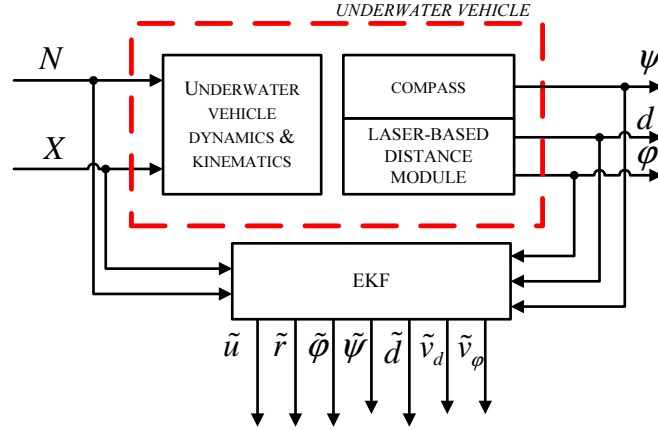 UNDERWATER VEHICLE
N
X
UNDERWATER
VEHICLE
DYNAMICS &
KINEMATICS
COMPASS
LASER-BASED
DISTANCE
MODULE
ψ
d
φ
EKF
ũ r̃ φ̃ ψ̃ d̃ ṽ_d ṽ_φ